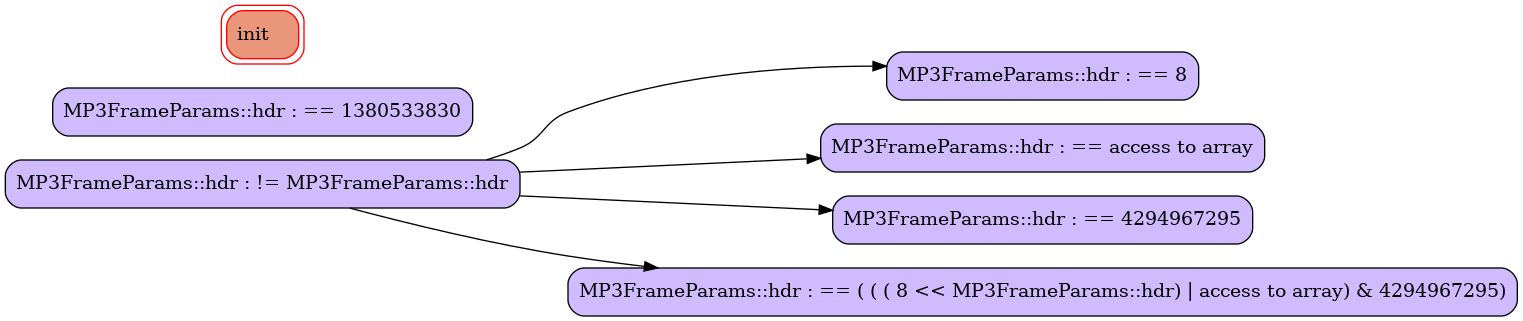 init
MP3FrameParams::hdr : == 8
MP3FrameParams::hdr : == 1380533830
MP3FrameParams::hdr : == access to array
MP3FrameParams::hdr : != MP3FrameParams::hdr
MP3FrameParams::hdr : == 4294967295
MP3FrameParams::hdr : == ( ( ( 8 << MP3FrameParams::hdr) | access to array) & 4294967295)